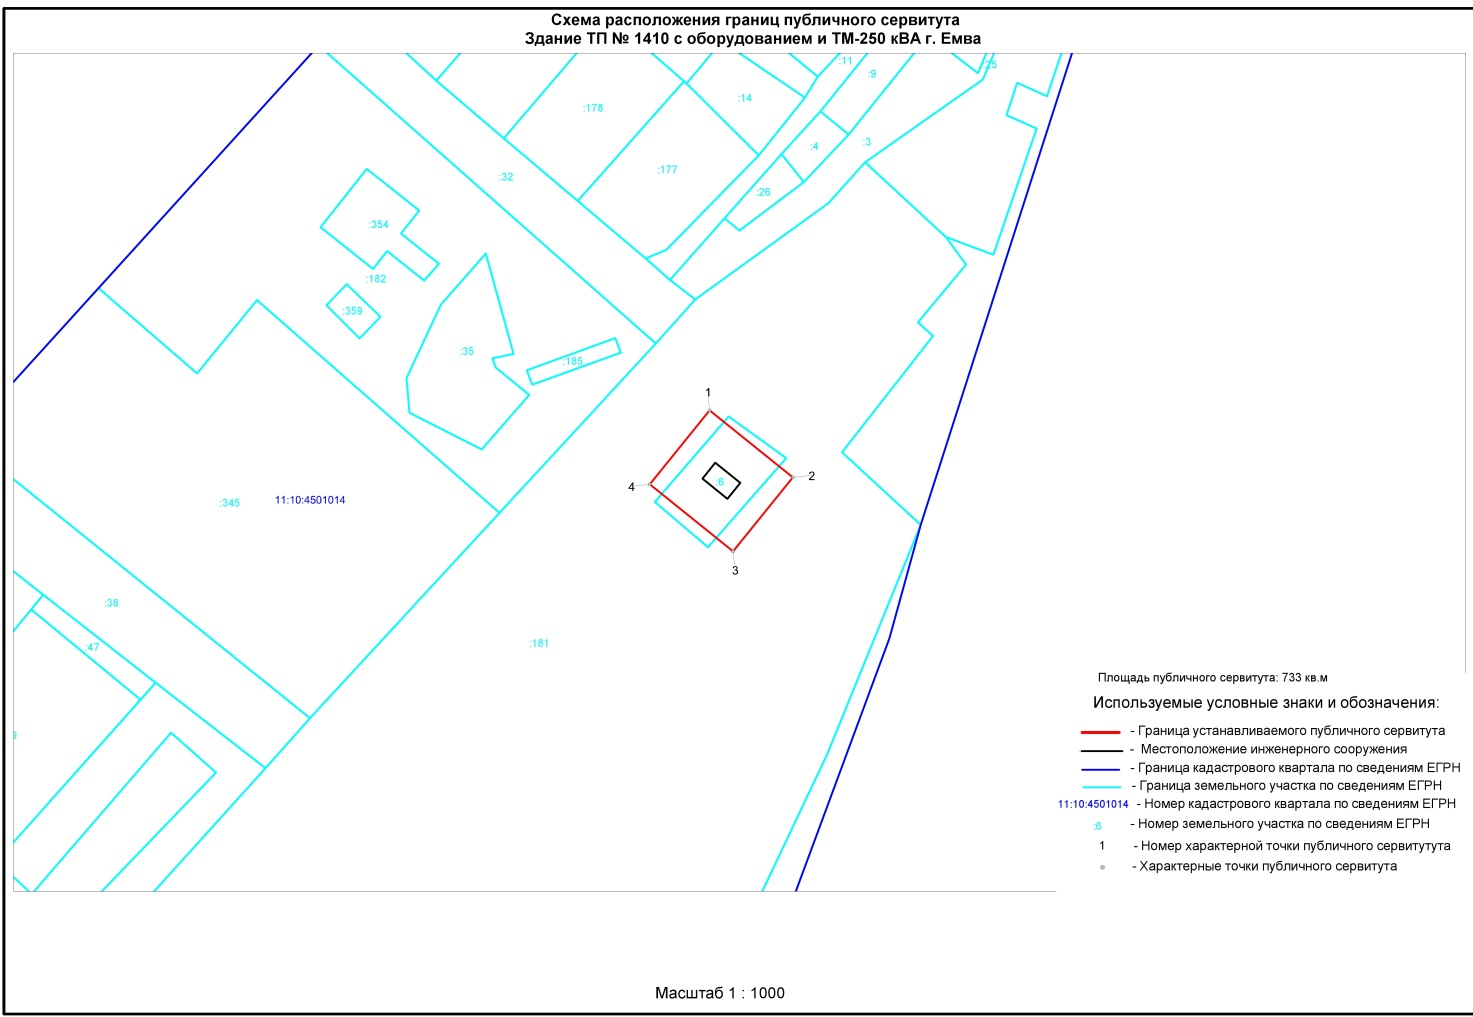 Схема расположения границ публичного сервитута
Здание ТП № 1410 с оборудованием и ТМ-250 кВА г. Емва
:11
:25
:9
:14
:178
:3
:4
:177
:32
:26
:354
:182
:359
:35
:185
1
2
:6
4
:345
11:10:4501014
3
:38
:181
:47
9
Площадь публичного сервитута: 733 кв.м
Используемые условные знаки и обозначения:
- Граница устанавливаемого публичного сервитута
- Местоположение инженерного сооружения
- Граница кадастрового квартала по сведениям ЕГРН
- Граница земельного участка по сведениям ЕГРН
11:10:4501014 - Номер кадастрового квартала по сведениям ЕГРН
:6 - Номер земельного участка по сведениям ЕГРН
1 - Номер характерной точки публичного сервитутута
- Характерные точки публичного сервитута
Масштаб 1 : 1000